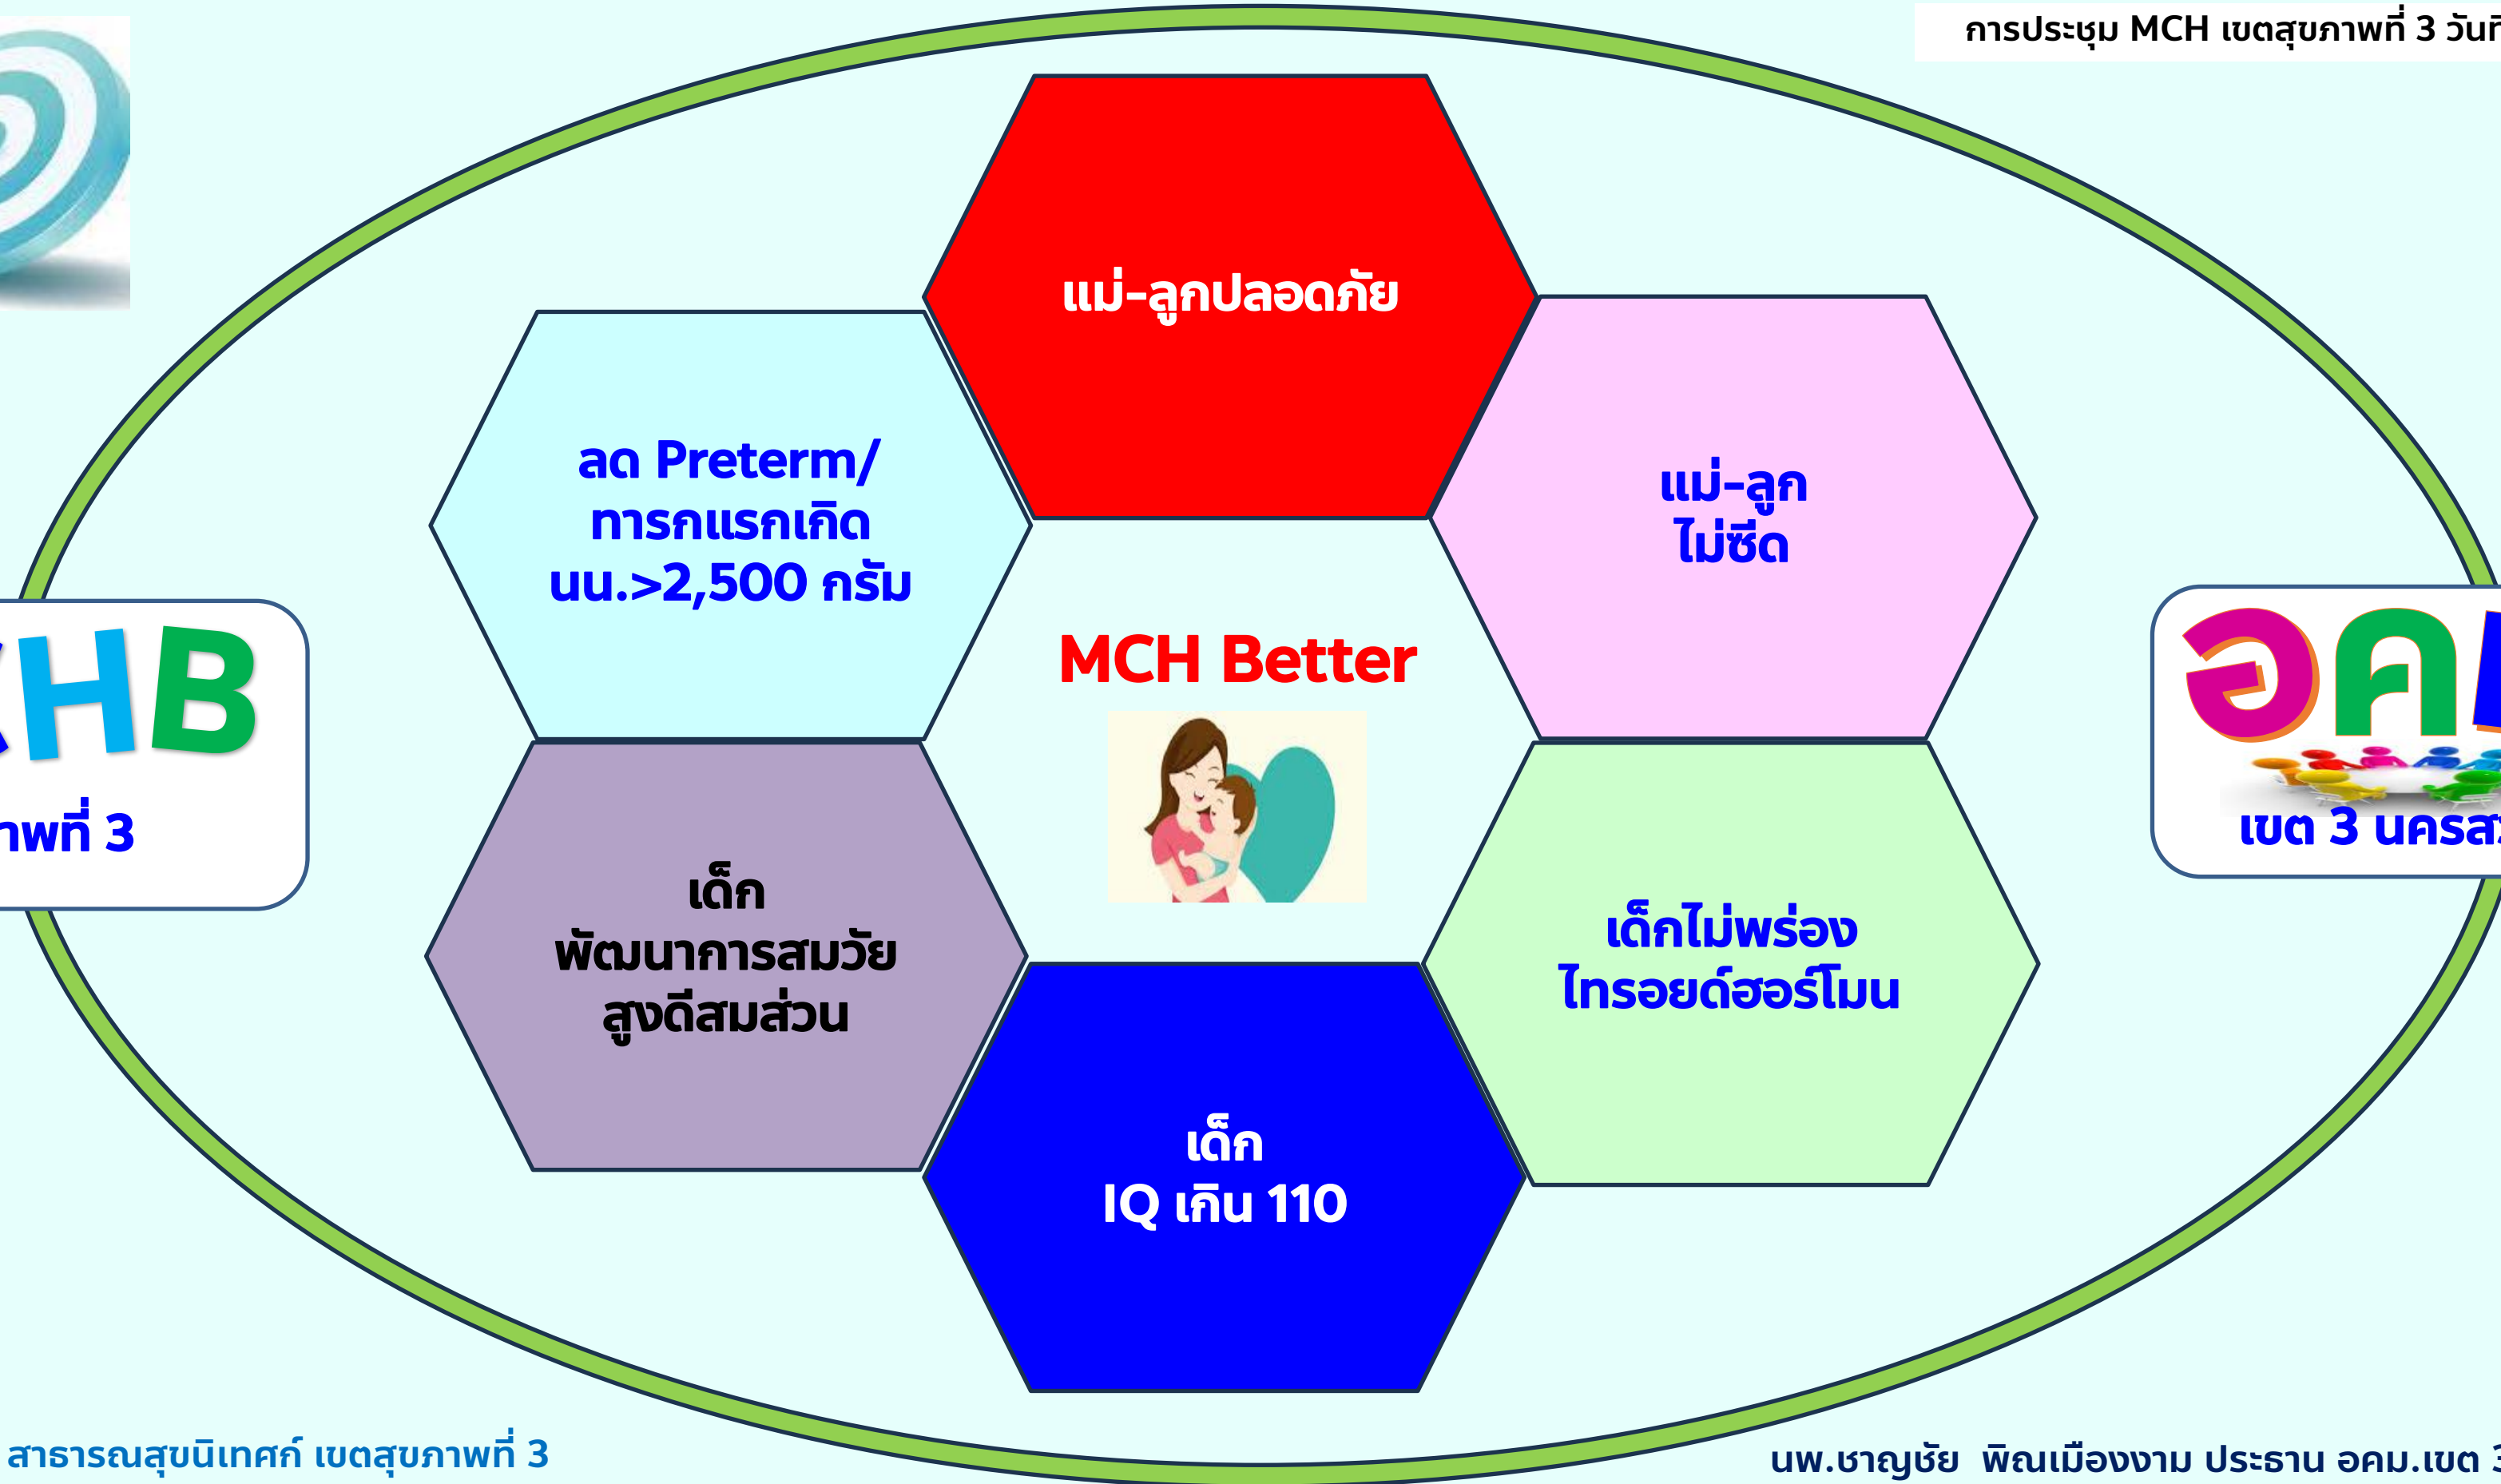 การประชุม MCH เขตสุขภาพที่ 3
แม่-ลูกปลอดภัย
ลด Preterm/
ทารกแรกเกิด
นน.>2,500 กรัม
แม่-ลูก
ไม่ซีด
MCH Better
HB
3
อค
เขต 3
เด็ก
พัฒนาการสมวัย
สูงดีสมส่วน
เด็กไม่พร่อง
ไทรอยด์ฮอร์โมน
เด็ก
IQ เกิน 110
สาธารณสุขนิเทศก์ เขตสุขภาพที่ 3
นพ.ชาญชัย พิณเมืองงาม ประธาน อคม.เขต 3